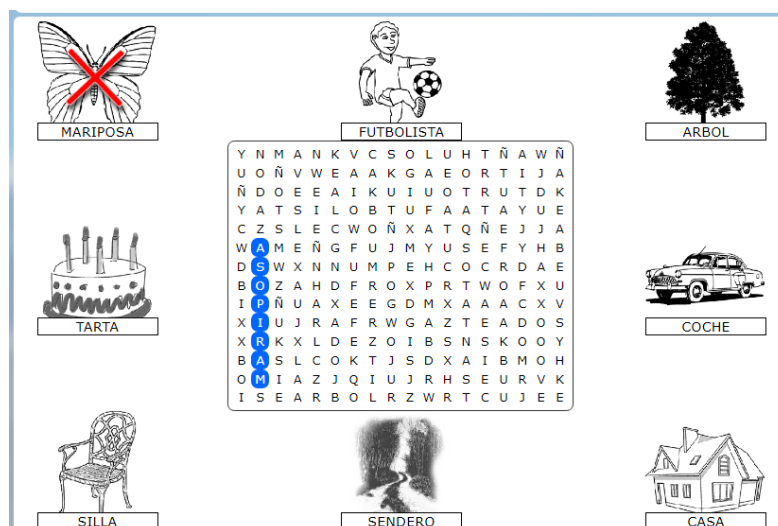 MARIPOSA FUTBOLISTA ARBOL
Y N M A N K V C S O L U H T Ñ A W Ñ
U O Ñ V W E A A K G A E O R T I J A
Ñ D O E E A I K U I U O T R U T D K
Y A T S I L O B T U F A A T A Y U E
C Z S L E C W O Ñ X A T Q Ñ E J J A
W A M E Ñ G F U J M Y U S E F Y H B
D S W X N N U M P E H C O C R D A E
B O Z A H D F R O X P R T W O F X U
I P Ñ U A X E E G D M X A A A C X V
X I U J R A F R W G A Z T E A D O S
X R K X L D E Z O I B S N S K O O Y
B A S L C O K T J S D X A I B M O H
O M I A Z J Q I U J R H S E U R V K
I S E A R B O L R Z W R T C U J E E
TARTA COCHE
SILLA SENDERO CASA